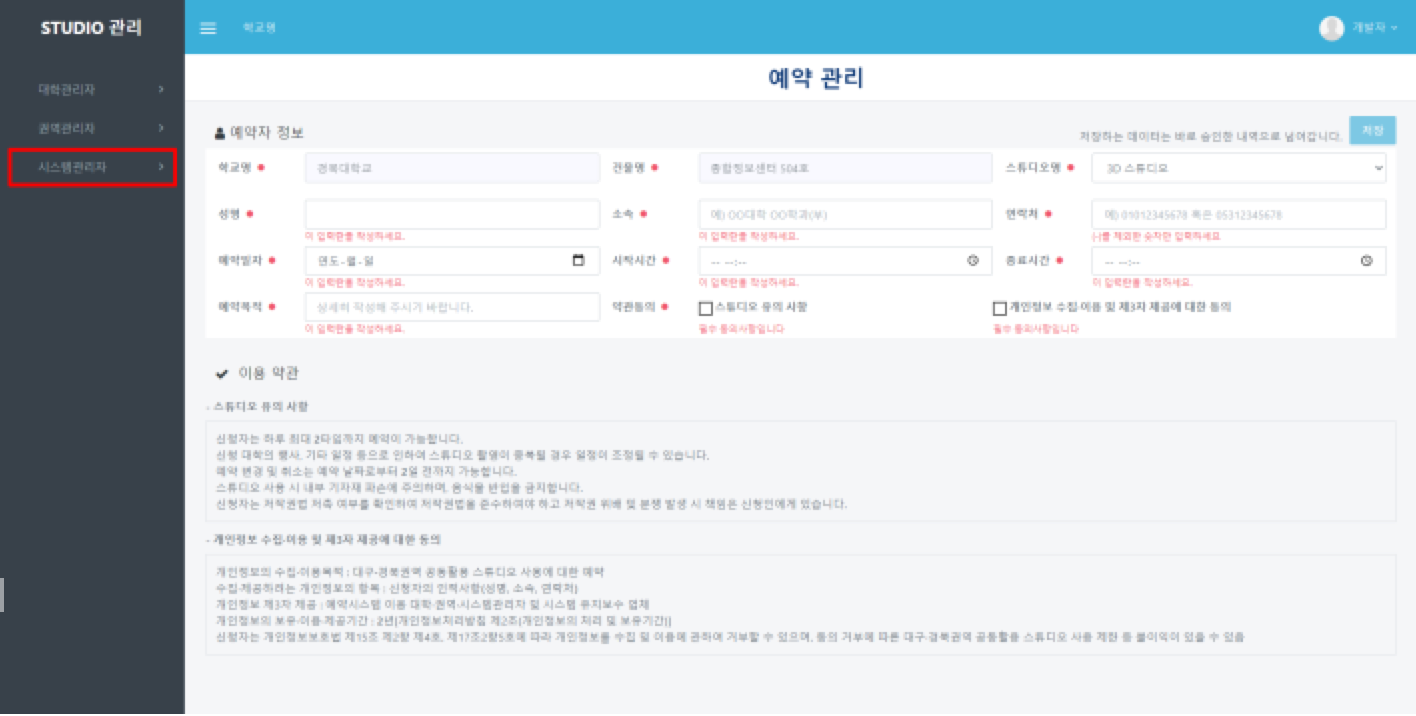 STUDIO 관리
학교명
개발자
대학관리자
권역관리자
시스템관리자
예약 관리
예약자 정보
저장하는 데이터는 바로 승인한 내역으로 넘어갑니다.
저장
학교명
경북대학교
건물명
종합정보센터 504호
스튜디오명
3D 스튜디오
성명
이 입력란을 작성하세요.
소속
예) OO대학 OO학과(부)
이 입력란을 작성하세요.
연락처
예) 01012345678 혹은 05312345678
(-)를 제외한 숫자만 입력하세요
예약일자
연도-월-일
이 입력란을 작성하세요.
시작시간
-- --:--
이 입력란을 작성하세요.
종료시간
-- --:--
이 입력란을 작성하세요.
예약목적
상세히 작성해 주시기 바랍니다.
이 입력란을 작성하세요.
약관동의
스튜디오 유의 사항
필수 동의사항입니다
개인정보 수집·이용 및 제3자 제공에 대한 동의
필수 동의사항입니다
이용 약관
- 스튜디오 유의 사항
신청자는 하루 최대 2타임까지 예약이 가능합니다.
신청 대학의 행사, 기타 일정 등으로 인하여 스튜디오 촬영이 중복될 경우 일정이 조정될 수 있습니다.
예약 변경 및 취소는 예약 날짜로부터 2일 전까지 가능합니다.
스튜디오 사용 시 내부 기자재 파손에 주의하며, 음식물 반입을 금지합니다.
신청자는 저작권법 저촉 여부를 확인하여 저작권법을 준수하여야 하고 저작권 위배 및 분쟁 발생 시 책임은 신청인에게 있습니다.
- 개인정보 수집·이용 및 제3자 제공에 대한 동의
개인정보의 수집·이용목적 : 대구·경북권역 공동활용 스튜디오 사용에 대한 예약
수집·제공하려는 개인정보의 항목 : 신청자의 인적사항(성명, 소속, 연락처)
개인정보 제3자 제공 : 예약시스템 이용 대학·권역·시스템관리자 및 시스템 유지보수 업체
개인정보의 보유·이용·제공기간 : 2년[개인정보처리방침 제2조(개인정보의 처리 및 보유기간)]
신청자는 개인정보보호법 제15조 제2항 제4호, 제17조2항5호에 따라 개인정보를 수집 및 이용에 관하여 거부할 수 있으며, 동의 거부에 따른 대구·경북권역 공동활용 스튜디오 사용 제한 등 불이익이 있을 수 있음